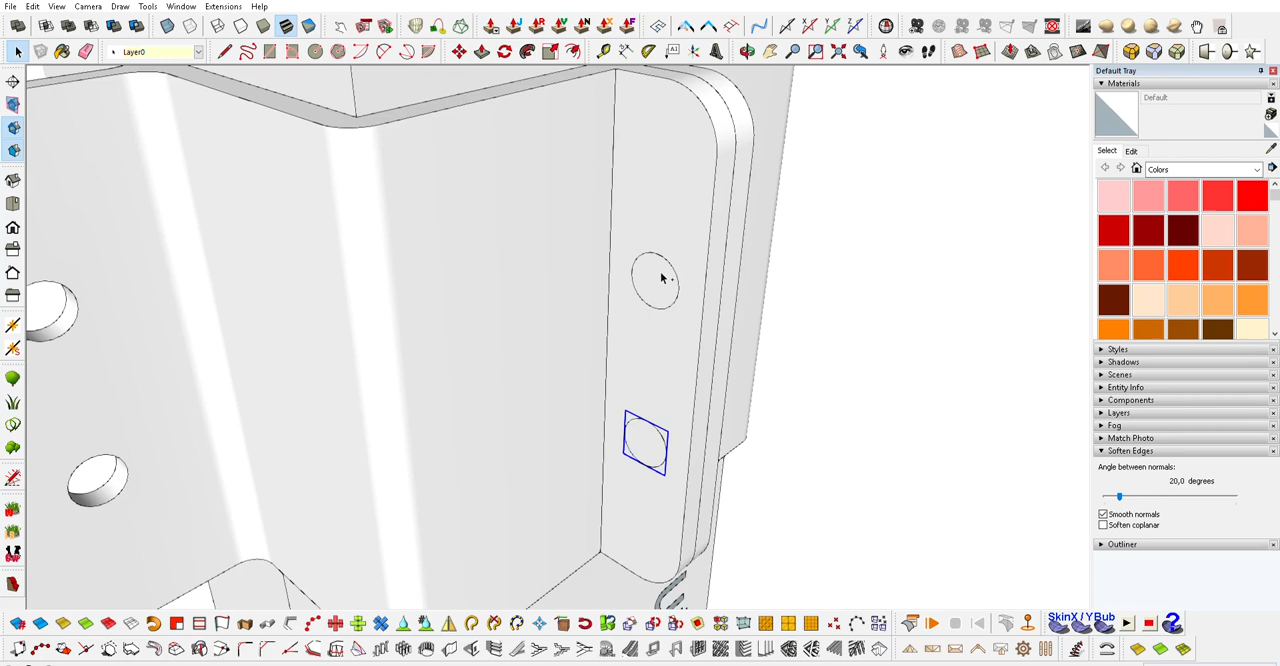 File Edit View Camera Draw Tools Window Extensions Help
Layer0
Default Tray
Materials
Default
Select Edit
Colors
Styles
Shadows
Scenes
Entity Info
Components
Layers
Fog
Match Photo
Soften Edges
Angle between normals:
20,0 degrees
Smooth normals
Soften coplanar
Outliner
SkinX / YBub